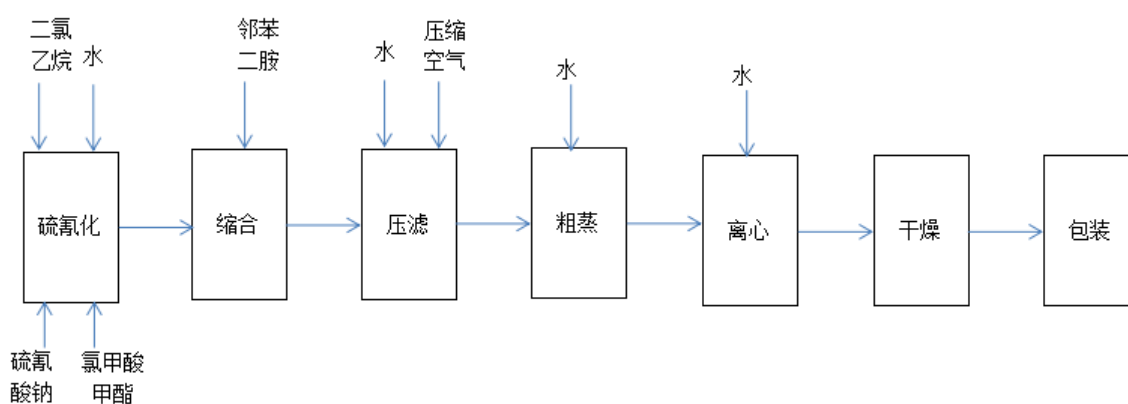 二氯
乙烷
水
邻苯
二胺
水
压缩
空气
水
水
硫氰化
缩合
压滤
粗蒸
离心
干燥
包装
硫氰
酸钠
氯甲酸
甲酯